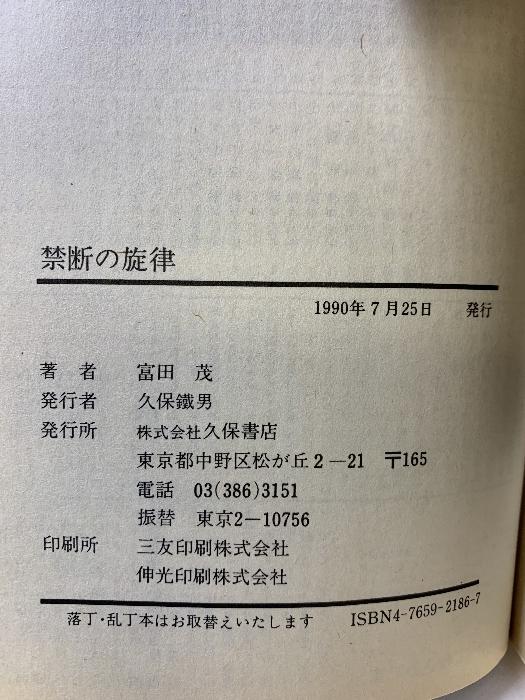 禁断の旋律
1990年7月25日 発行
著 者 富田 茂
発行者 久保鐵男
発行所 株式会社久保書店
東京都中野区松が丘2―21 〒165
電話 03(386)3151
振替 東京2―10756
印刷所 三友印刷株式会社
伸光印刷株式会社
落丁・乱丁本はお取替えいたします ISBN4-7659-2186-7